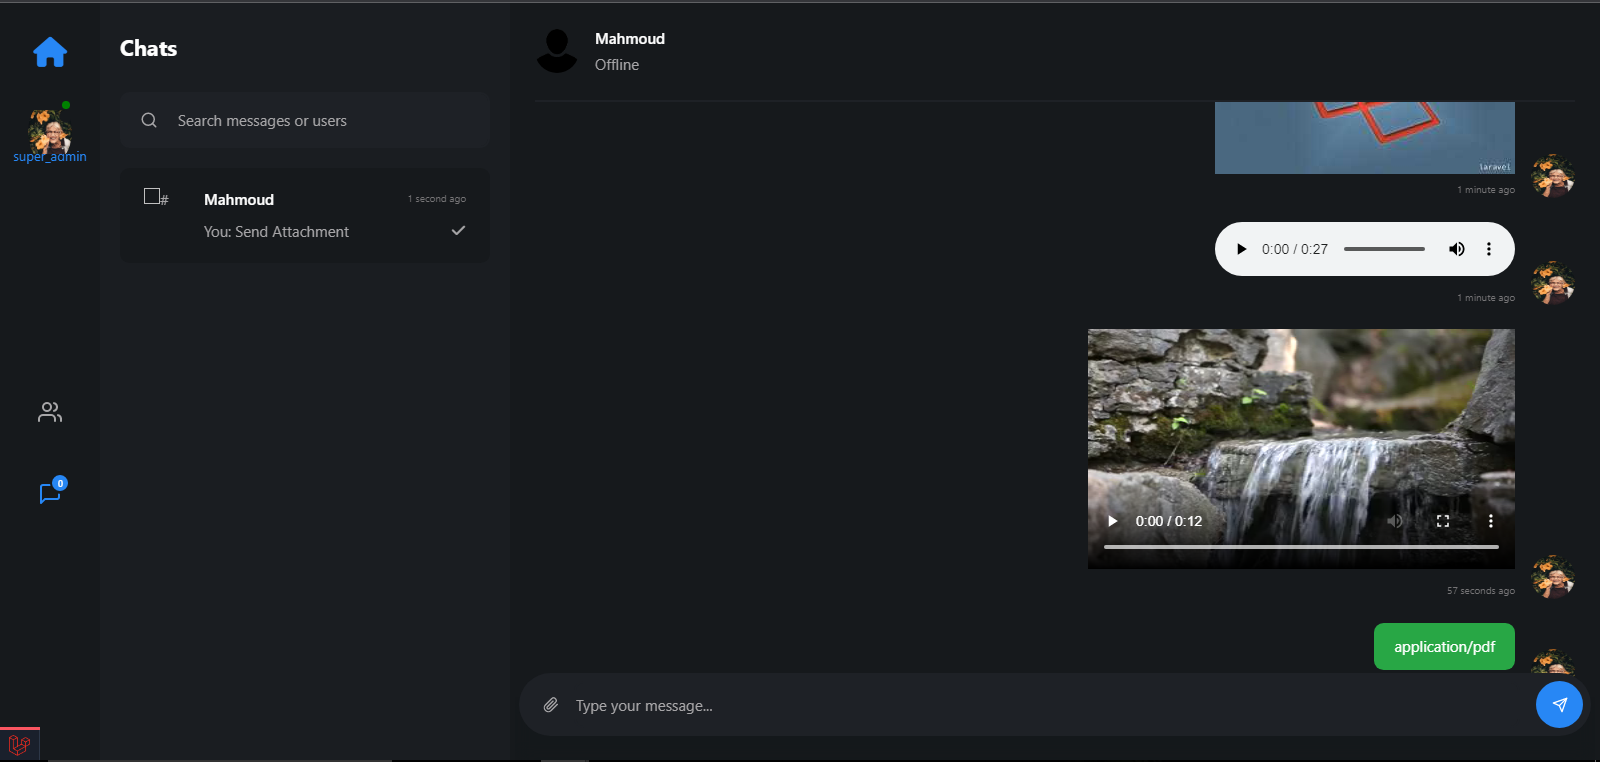 super_admin
0
Chats
Search messages or users
#
Mahmoud
1 second ago
You: Send Attachment
Mahmoud
Offline
laravel
1 minute ago
0:00 / 0:27
1 minute ago
0:00 / 0:12
57 seconds ago
application/pdf
Type your message...